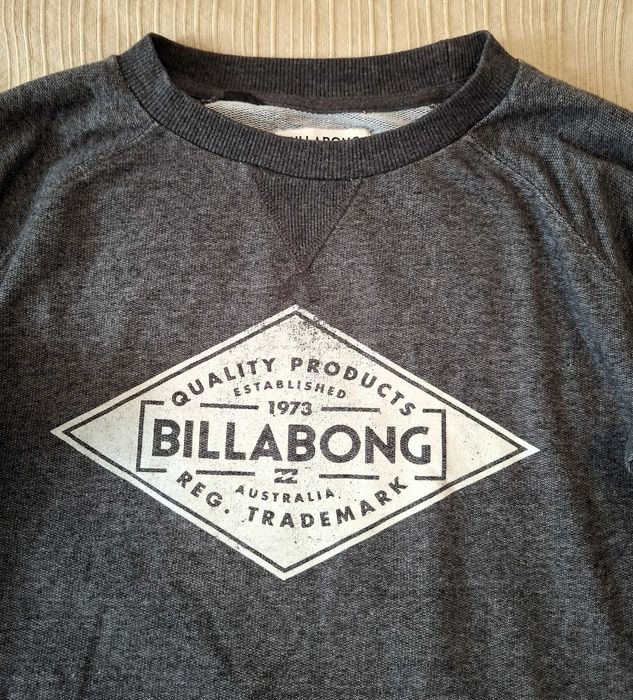 BILLABONG
QUALITY PRODUCTS
ESTABLISHED
1973
BILLABONG
AUSTRALIA.
REG. TRADEMARK